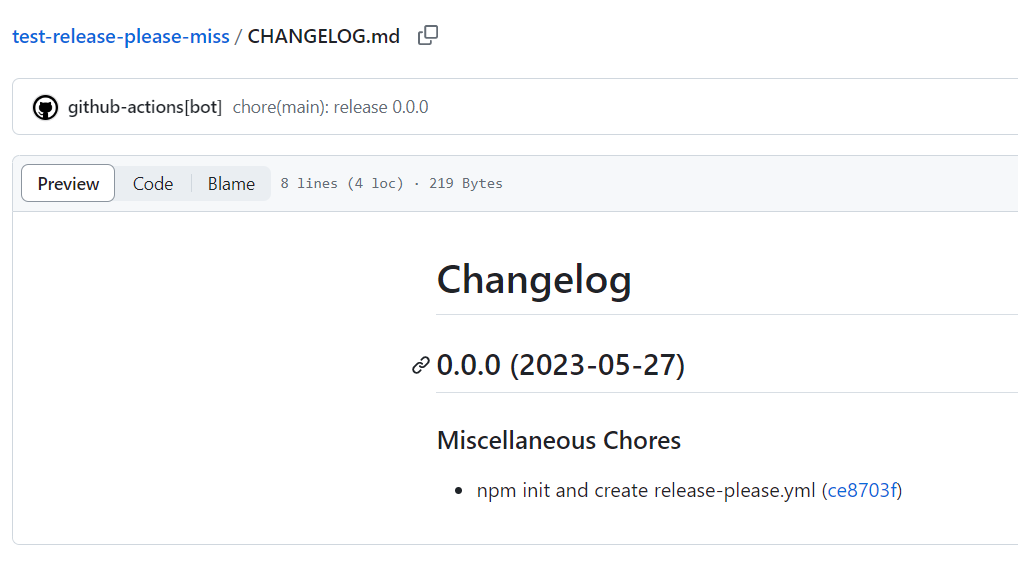 test-release-please-miss / CHANGELOG.md
github-actions[bot] chore(main): release 0.0.0
Preview Code Blame 8 lines (4 loc) · 219 Bytes
Changelog
0.0.0 (2023-05-27)
Miscellaneous Chores
• npm init and create release-please.yml (ce8703f)